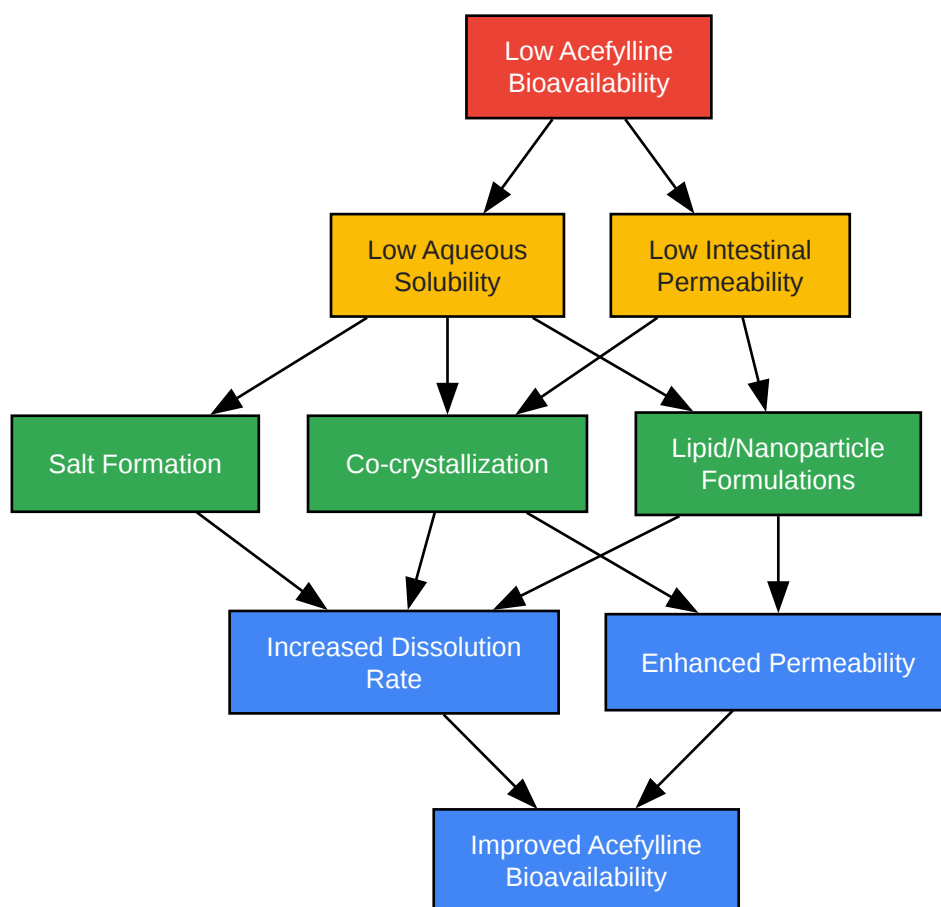 Low Acefylline
Bioavailability
Low Aqueous
Solubility
Low Intestinal
Permeability
Salt Formation
Co-crystallization
Lipid/Nanoparticle
Formulations
Increased Dissolution
Rate
Enhanced Permeability
Improved Acefylline
Bioavailability